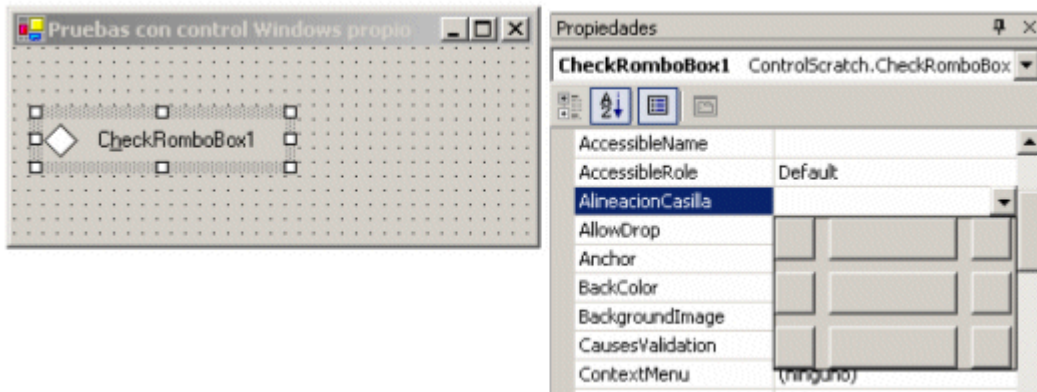 Pruebas con control Windows propio
CheckRomboBox1
Propiedades
CheckRomboBox1 ControlScratch.CheckRomboBox
AccessibleName
AccessibleRole Default
AlineacionCasilla
AllowDrop
Anchor
BackColor
BackgroundImage
CausesValidation
ContextMenu (ninguno)